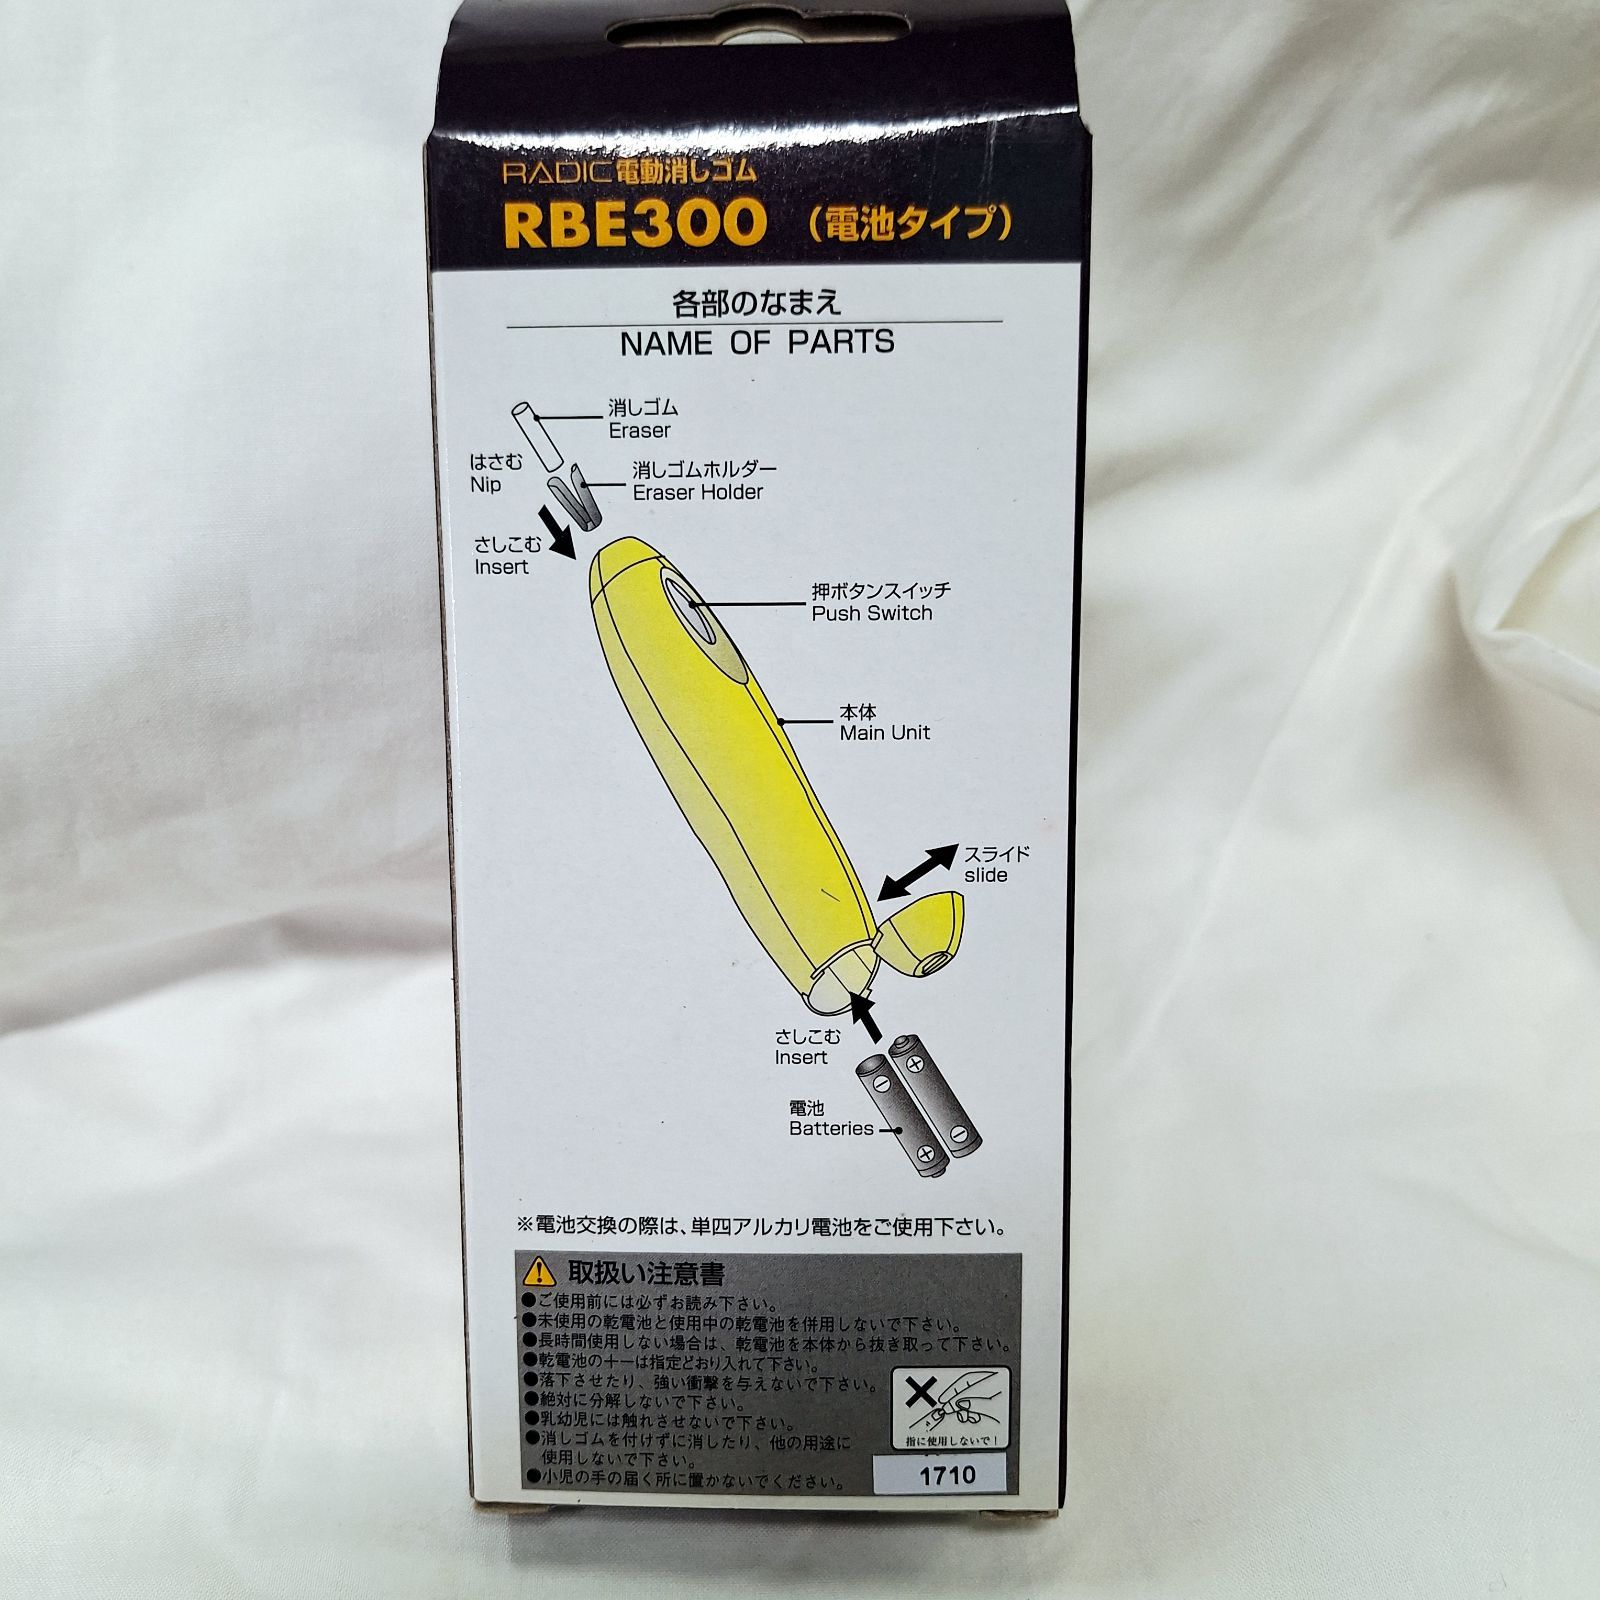 RADIC電動消しゴム
RBE300 （電池タイプ）
各部のなまえ
NAME OF PARTS
消しゴム
Eraser
はさむ
Nip
消しゴムホルダー
Eraser Holder
さしこむ
Insert
押ボタンスイッチ
Push Switch
本体
Main Unit
スライド
slide
さしこむ
Insert
電池
Batteries
※電池交換の際は、単四アルカリ電池をご使用下さい。
取扱い注意書
●ご使用前には必ずお読み下さい。
●未使用の乾電池と使用中の乾電池を併用しないで下さい。
●長時間使用しない場合は、乾電池を本体から抜き取って下さい。
●乾電池の＋－は指定どおり入れて下さい。
●落下させたり、強い衝撃を与えないで下さい。
●絶対に分解しないで下さい。
●乳幼児には触れさせないで下さい。
●消しゴムを付けずに消したり、他の用途に
使用しないで下さい。
●小児の手の届く所に置かないでください。
指に使用しないで！
1710